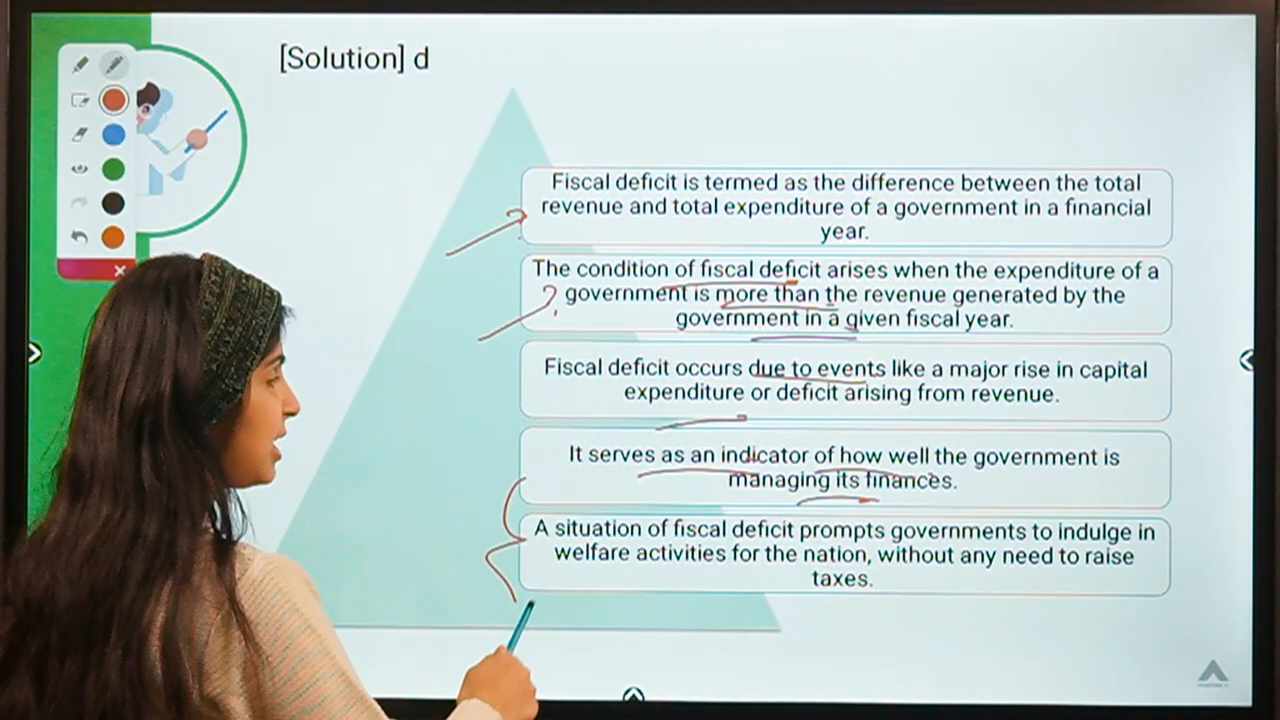 [Solution] d
Fiscal deficit is termed as the difference between the total
revenue and total expenditure of a government in a financial
year.
The condition of fiscal deficit arises when the expenditure of a
government is more than the revenue generated by the
government in a given fiscal year.
Fiscal deficit occurs due to events like a major rise in capital
expenditure or deficit arising from revenue.
It serves as an indicator of how well the government is
managing its finances.
A situation of fiscal deficit prompts governments to indulge in
welfare activities for the nation, without any need to raise
taxes.